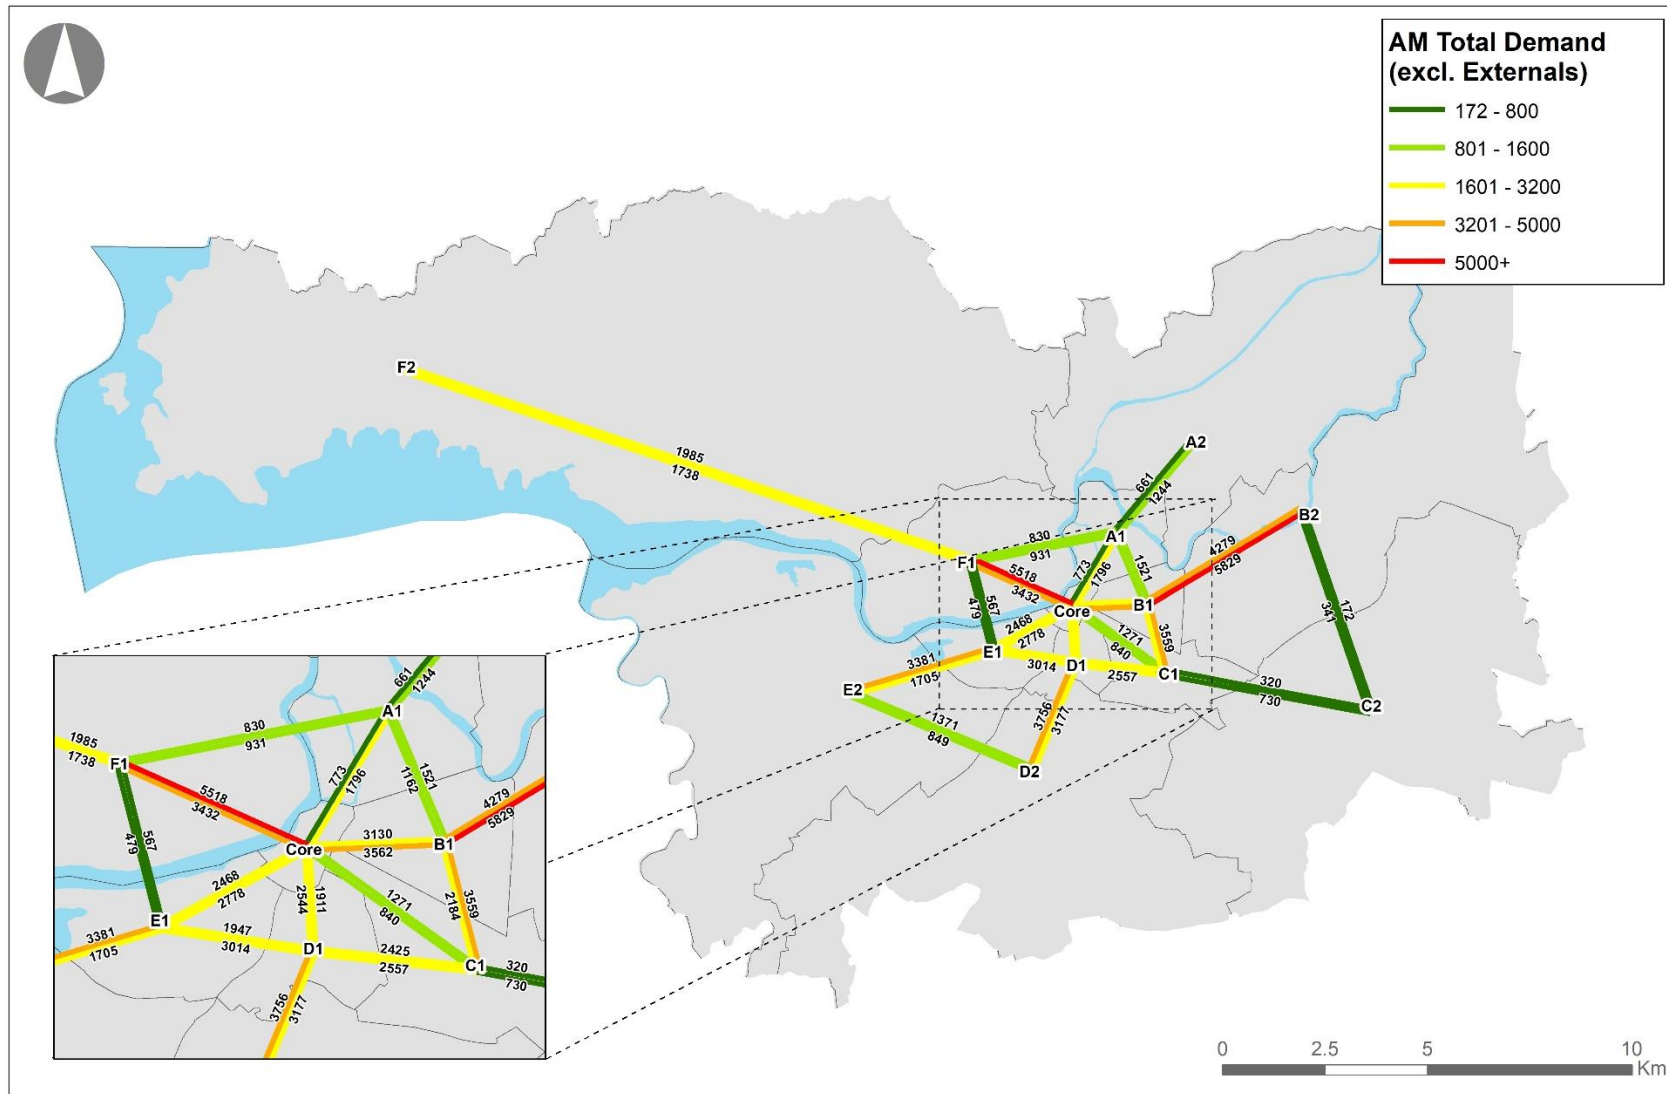 AM Total Demand
(excl. Externals)
172 - 800
801 - 1600
1601 - 3200
3201 - 5000
5000+
F2
1985
1738
A2
661
1244
B2
A1
830
931
F1
5518
3432
773
1796
1521
4279
5829
B1
Core
567
479
2468
2778
1271
840
3559
172
341
E1
3014
D1
2557
C1
3381
1705
E2
320
730
C2
1371
849
3756
3177
D2
661
1244
A1
830
931
1985
1738
F1
773
1796
1521
1162
5518
3432
4279
5829
3130
3562
B1
Core
567
479
2468
2778
1911
2544
1271
840
3559
2184
E1
1947
3014
D1
2425
2557
C1
3381
1705
320
730
3756
3177
0 2.5 5 10
Km